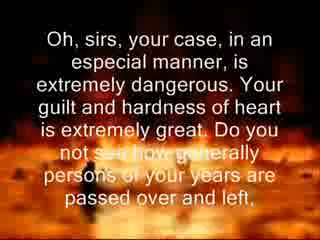 Oh, sirs, your case, in an
especial manner, is
extremely dangerous. Your
guilt and hardness of heart
is extremely great. Do you
not see how generally
persons of your years are
passed over and left,